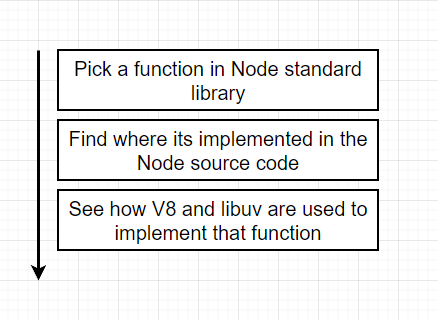 Pick a function in Node standard
library
Find where its implemented in the
Node source code
See how V8 and libuv are used to
implement that function